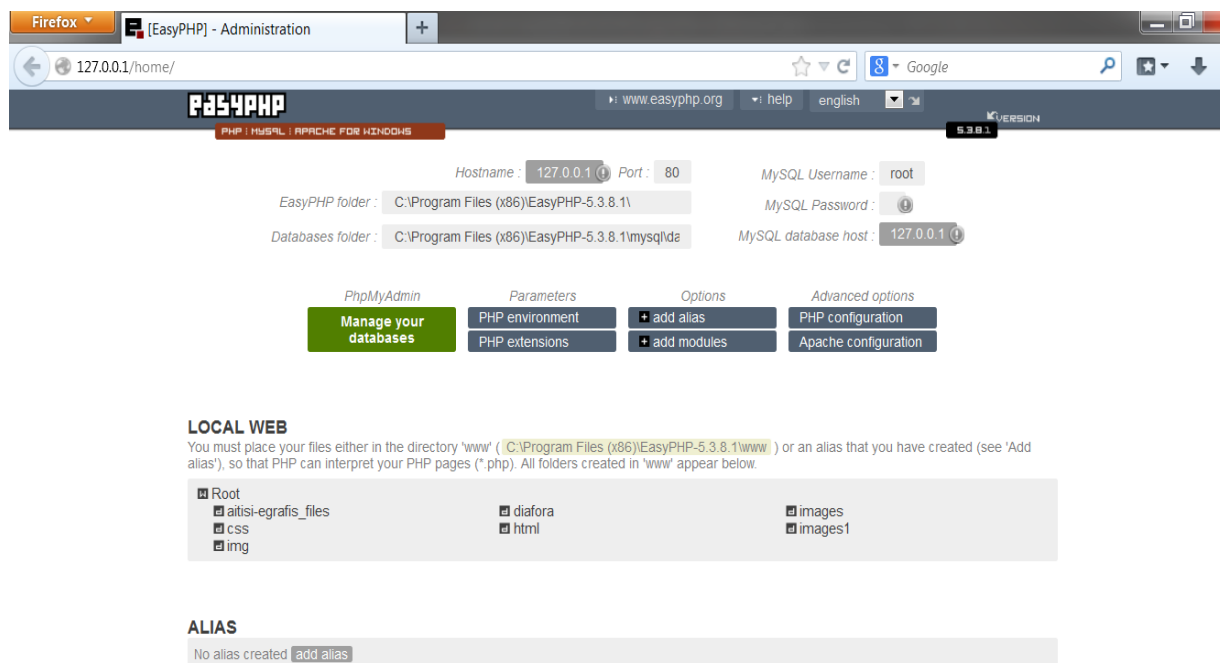 Firefox
[EasyPHP] - Administration
127.0.0.1/home/
Google
easyPHP
www.easyphp.org
help
english
PHP | MySQL | APACHE FOR WINDOWS
VERSION
5.3.8.1
Hostname : 127.0.0.1 Port : 80
MySQL Username : root
EasyPHP folder : C:\Program Files (x86)\EasyPHP-5.3.8.1\
MySQL Password :
Databases folder : C:\Program Files (x86)\EasyPHP-5.3.8.1\mysql\da
MySQL database host : 127.0.0.1
PhpMyAdmin Parameters Options Advanced options
Manage your databases
PHP environment
add alias
PHP configuration
PHP extensions
add modules
Apache configuration
LOCAL WEB
You must place your files either in the directory 'www' ( C:\Program Files (x86)\EasyPHP-5.3.8.1\www ) or an alias that you have created (see 'Add
alias'), so that PHP can interpret your PHP pages (*.php). All folders created in 'www' appear below.
Root
aitisi-egrafis_files diafora images
css html images1
img
ALIAS
No alias created add alias